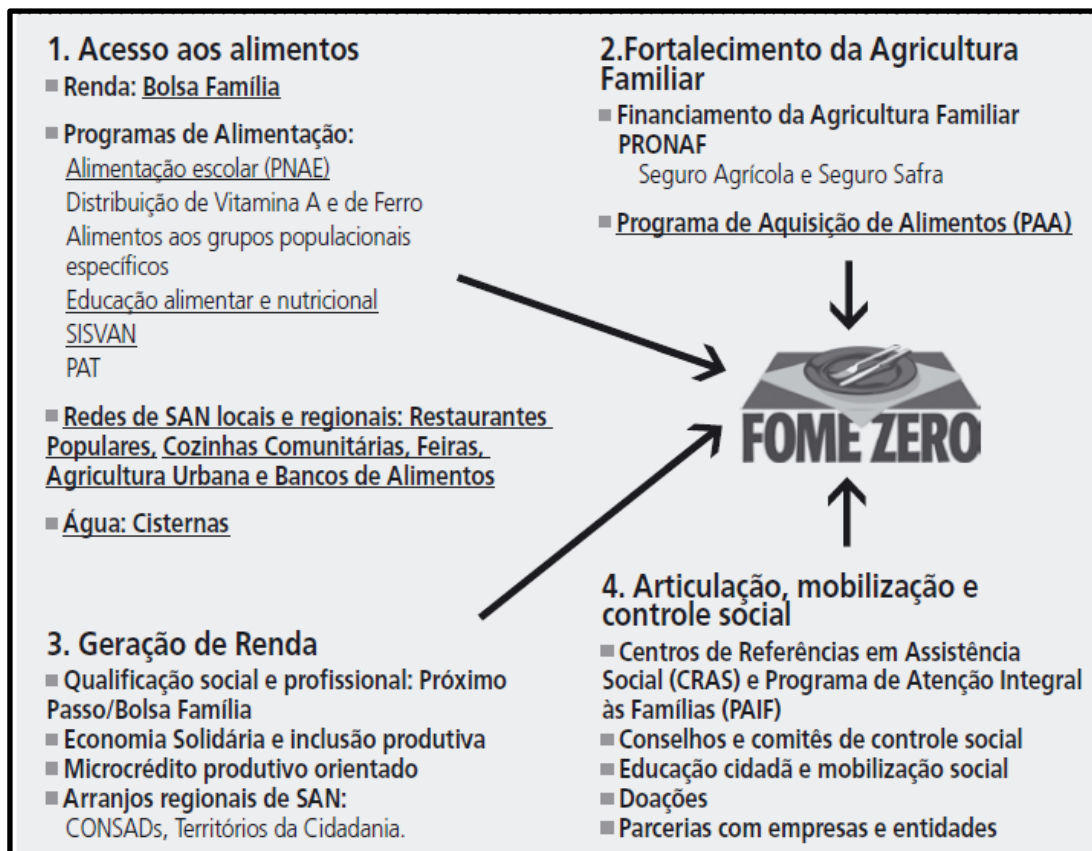 1. Acesso aos alimentos
■ Renda: Bolsa Família
■ Programas de Alimentação:
Alimentação escolar (PNAE)
Distribuição de Vitamina A e de Ferro
Alimentos aos grupos populacionais
específicos
Educação alimentar e nutricional
SISVAN
PAT
■ Redes de SAN locais e regionais: Restaurantes
Populares, Cozinhas Comunitárias, Feiras,
Agricultura Urbana e Bancos de Alimentos
■ Água: Cisternas
2.Fortalecimento da Agricultura
Familiar
■ Financiamento da Agricultura Familiar
PRONAF
Seguro Agrícola e Seguro Safra
■ Programa de Aquisição de Alimentos (PAA)
FOME ZERO
3. Geração de Renda
■ Qualificação social e profissional: Próximo
Passo/Bolsa Família
■ Economia Solidária e inclusão produtiva
■ Microcrédito produtivo orientado
■ Arranjos regionais de SAN:
CONSADs, Territórios da Cidadania.
4. Articulação, mobilização e
controle social
■ Centros de Referências em Assistência
Social (CRAS) e Programa de Atenção Integral
às Famílias (PAIF)
■ Conselhos e comitês de controle social
■ Educação cidadã e mobilização social
■ Doações
■ Parcerias com empresas e entidades